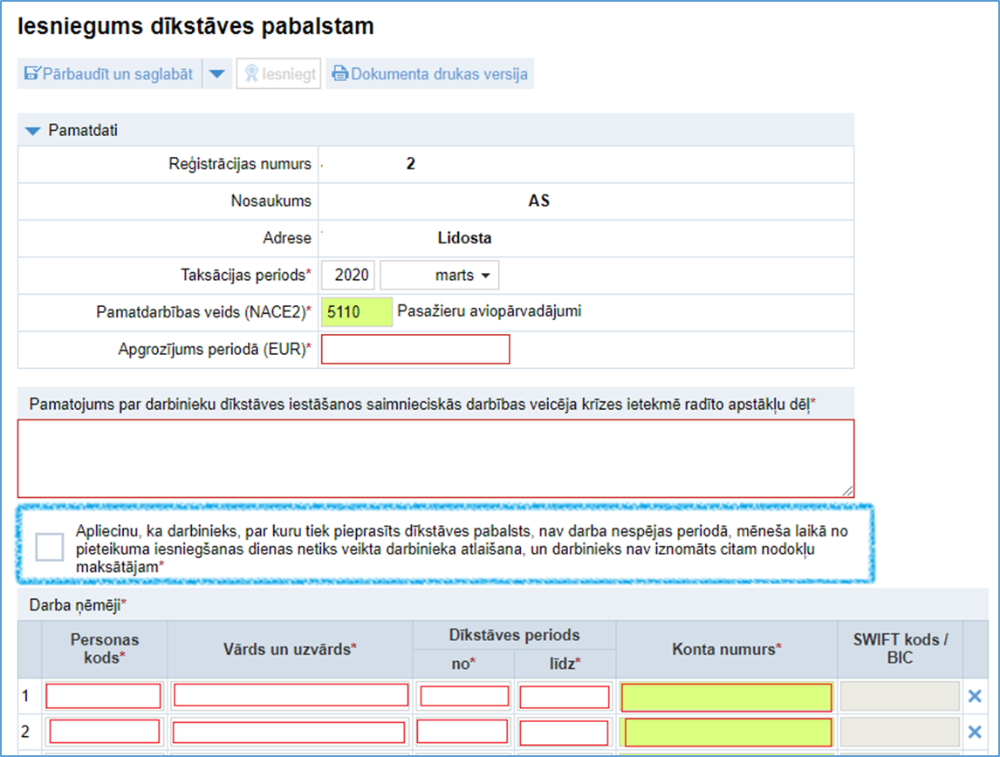 Iesniegums dīkstāves pabalstam
Pārbaudīt un saglabāt Iesniegt Dokumenta drukas versija
Pamatdati
Reģistrācijas numurs 2
Nosaukums AS
Adrese Lidosta
Taksācijas periods* 2020 marts
Pamatdarbības veids (NACE2)* 5110 Pasažieru aviopārvadājumi
Apgrozījums periodā (EUR)*
Pamatojums par darbinieku dīkstāves iestāšanos saimnieciskās darbības veicēja krīzes ietekmē radīto apstākļu dēļ*
Apliecinu, ka darbinieks, par kuru tiek pieprasīts dīkstāves pabalsts, nav darba nespējas periodā, mēneša laikā no
pieteikuma iesniegšanas dienas netiks veikta darbinieka atlaišana, un darbinieks nav iznomāts citam nodokļu
maksātājam*
Darba ņēmēji*
Personas
kods*
Vārds un uzvārds*
Dīkstāves periods
no* līdz*
Konta numurs*
SWIFT kods /
BIC
1
2